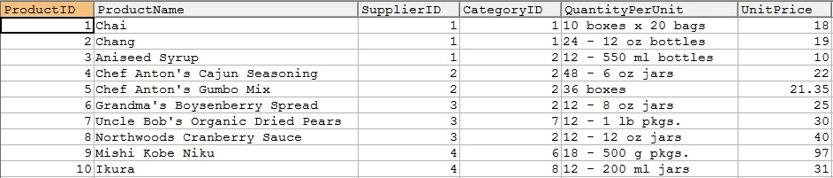 ProductID ProductName SupplierID CategoryID QuantityPerUnit UnitPrice
1 Chai 1 1 10 boxes x 20 bags 18
2 Chang 1 1 24 - 12 oz bottles 19
3 Aniseed Syrup 1 2 12 - 550 ml bottles 10
4 Chef Anton's Cajun Seasoning 2 2 48 - 6 oz jars 22
5 Chef Anton's Gumbo Mix 2 2 36 boxes 21.35
6 Grandma's Boysenberry Spread 3 2 12 - 8 oz jars 25
7 Uncle Bob's Organic Dried Pears 3 7 12 - 1 lb pkgs. 30
8 Northwoods Cranberry Sauce 3 2 12 - 12 oz jars 40
9 Mishi Kobe Niku 4 6 18 - 500 g pkgs. 97
10 Ikura 4 8 12 - 200 ml jars 31